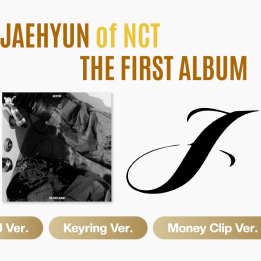 JAEHYUN of NCT
THE FIRST ALBUM
J
J Ver.
Keyring Ver.
Money Clip Ver.